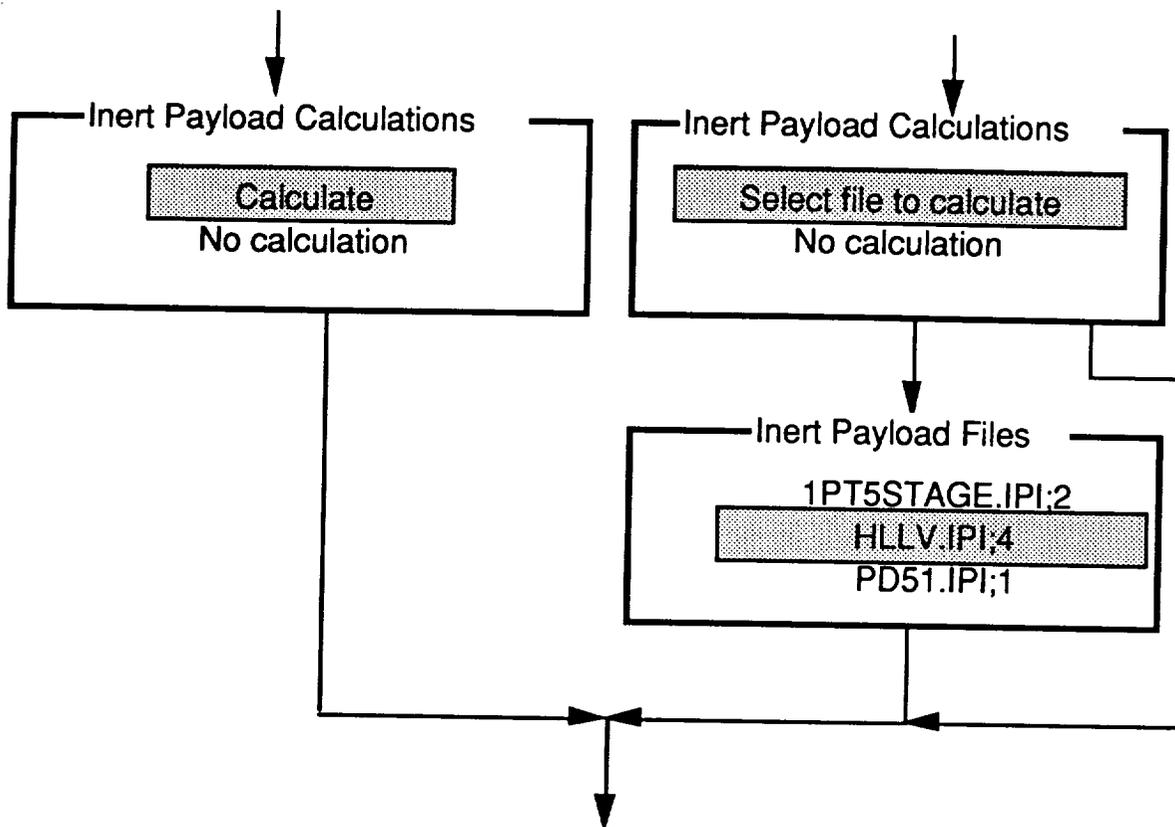 Inert Payload Calculations
Calculate
No calculation
Inert Payload Calculations
Select file to calculate
No calculation
Inert Payload Files
1PT5STAGE.IPI;2
HLLV.IPI;4
PD51.IPI;1